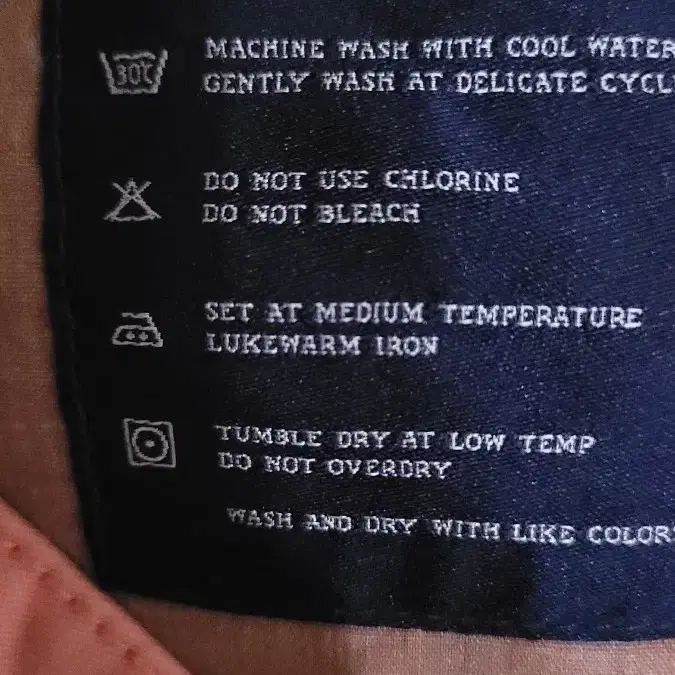 30℃
MACHINE WASH WITH COOL WATER
GENTLY WASH AT DELICATE CYCL
DO NOT USE CHLORINE
DO NOT BLEACH
SET AT MEDIUM TEMPERATURE
LUKEWARM IRON
TUMBLE DRY AT LOW TEMP
DO NOT OVERDRY
WASH AND DRY WITH LIKE COLOR